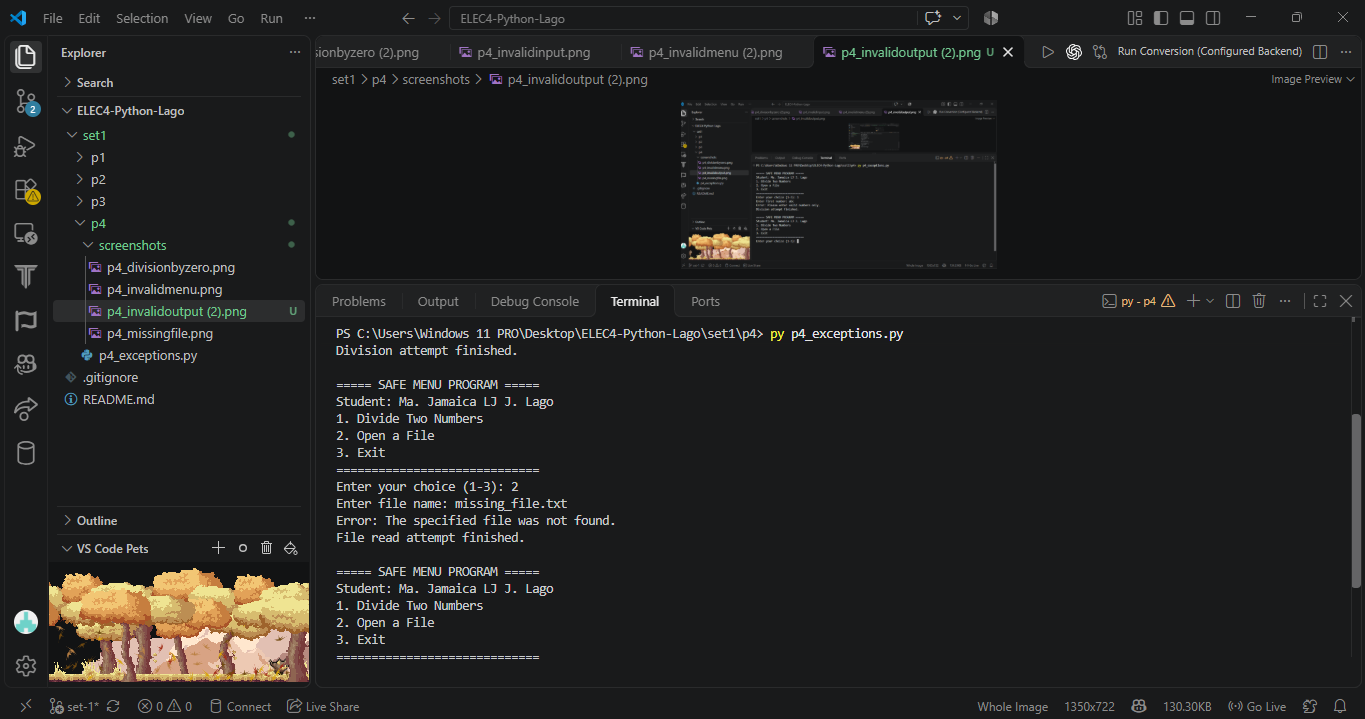 File Edit Selection View Go Run ··· ELEC4-Python-Lago
Explorer ···
Search
ELEC4-Python-Lago
set1
p1
p2
p3
p4
screenshots
p4_divisionbyzero.png
p4_invalidmenu.png
p4_invalidoutput (2).png U
p4_missingfile.png
p4_exceptions.py
.gitignore
README.md
Outline
VS Code Pets
2
isionbyzero (2).png p4_invalidinput.png p4_invalidmenu (2).png p4_invalidoutput (2).png U Run Conversion (Configured Backend) ···
set1 > p4 > screenshots > p4_invalidoutput (2).png Image Preview
Problems Output Debug Console Terminal Ports py - p4 ···
PS C:\Users\Windows 11 PRO\Desktop\ELEC4-Python-Lago\set1\p4> py p4_exceptions.py
Division attempt finished.
===== SAFE MENU PROGRAM =====
Student: Ma. Jamaica LJ J. Lago
1. Divide Two Numbers
2. Open a File
3. Exit
=============================
Enter your choice (1-3): 2
Enter file name: missing_file.txt
Error: The specified file was not found.
File read attempt finished.
===== SAFE MENU PROGRAM =====
Student: Ma. Jamaica LJ J. Lago
1. Divide Two Numbers
2. Open a File
3. Exit
=============================
set-1* 0 0 Connect Live Share Whole Image 1350x722 130.30KB Go Live